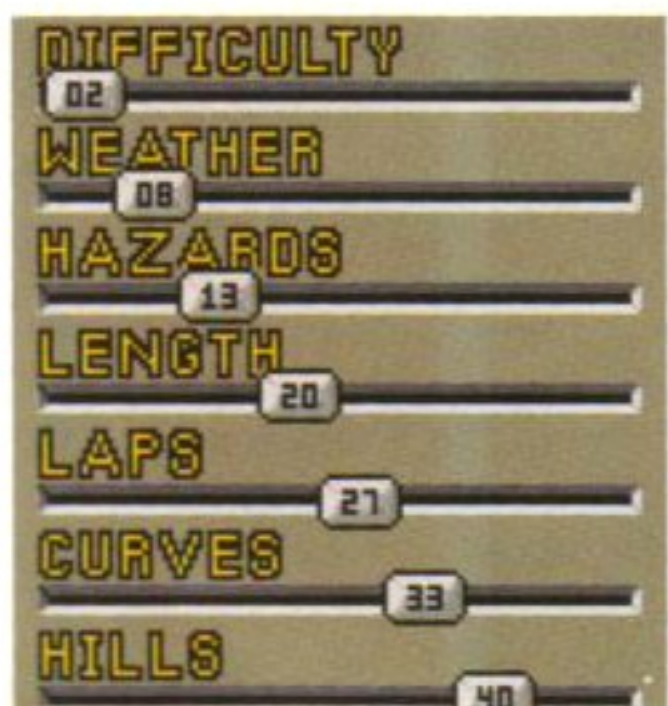 DIFFICULTY
02
WEATHER
08
HAZARDS
13
LENGTH
20
LAPS
27
CURVES
33
HILLS
40